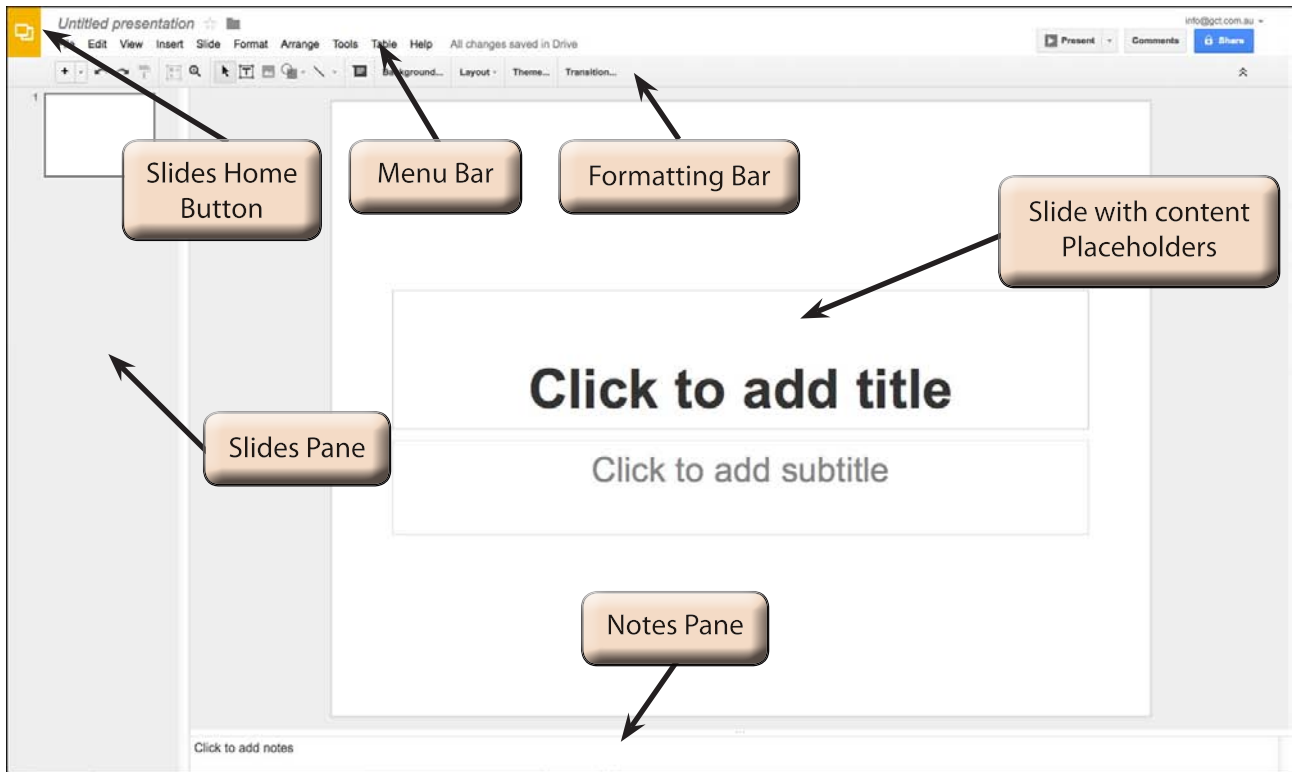 Untitled presentation
info@gct.com.au
File Edit View Insert Slide Format Arrange Tools Table Help All changes saved in Drive
Present Comments Share
Background... Layout Theme... Transition...
1
Slides Home
Button
Menu Bar
Formatting Bar
Slide with content
Placeholders
Click to add title
Slides Pane
Click to add subtitle
Notes Pane
Click to add notes